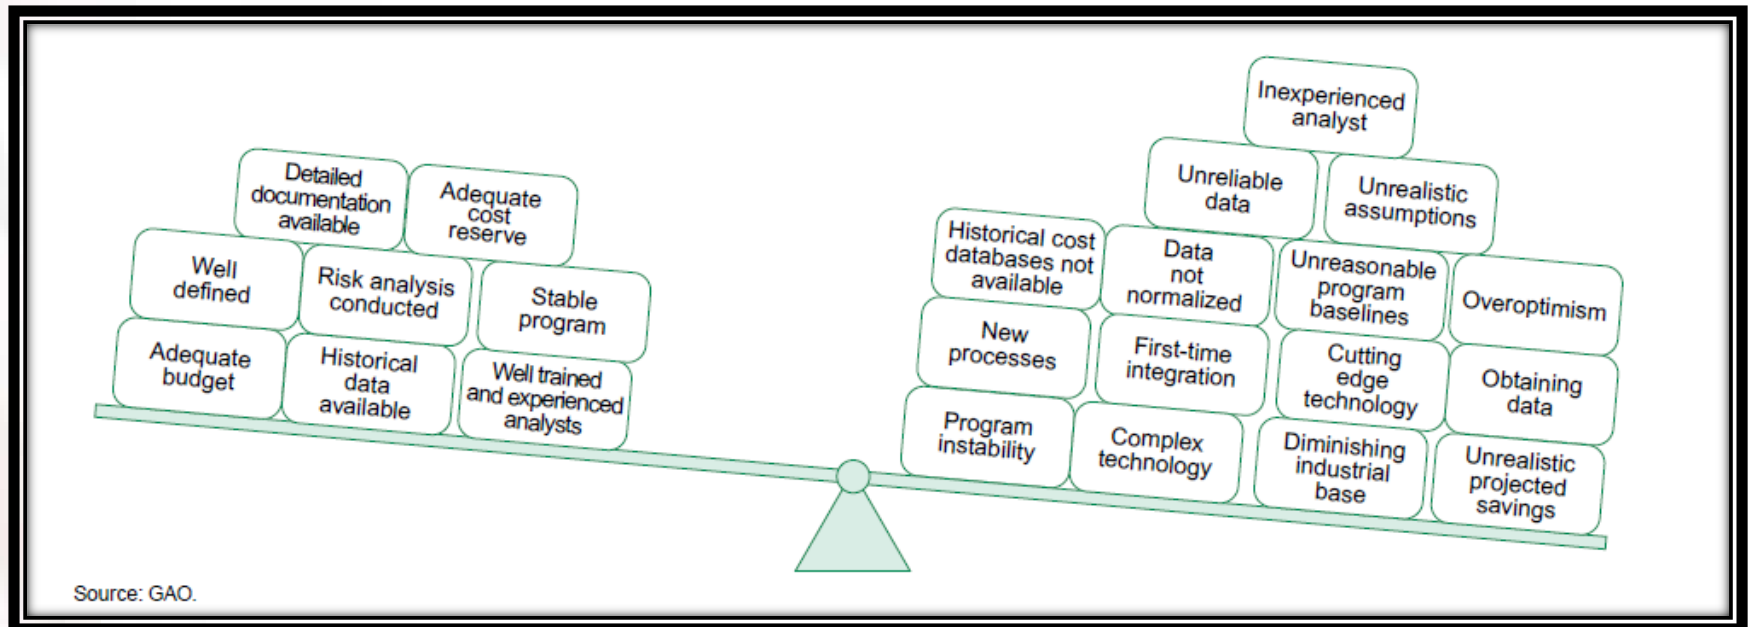 Detailed
documentation
available
Adequate
cost
reserve
Well
defined
Risk analysis
conducted
Stable
program
Adequate
budget
Historical
data
available
Well trained
and experienced
analysts
Inexperienced
analyst
Unreliable
data
Unrealistic
assumptions
Historical cost
databases not
available
Data
not
normalized
Unreasonable
program
baselines
Overoptimism
New
processes
First-time
integration
Cutting
edge
technology
Obtaining
data
Program
instability
Complex
technology
Diminishing
industrial
base
Unrealistic
projected
savings
Source: GAO.